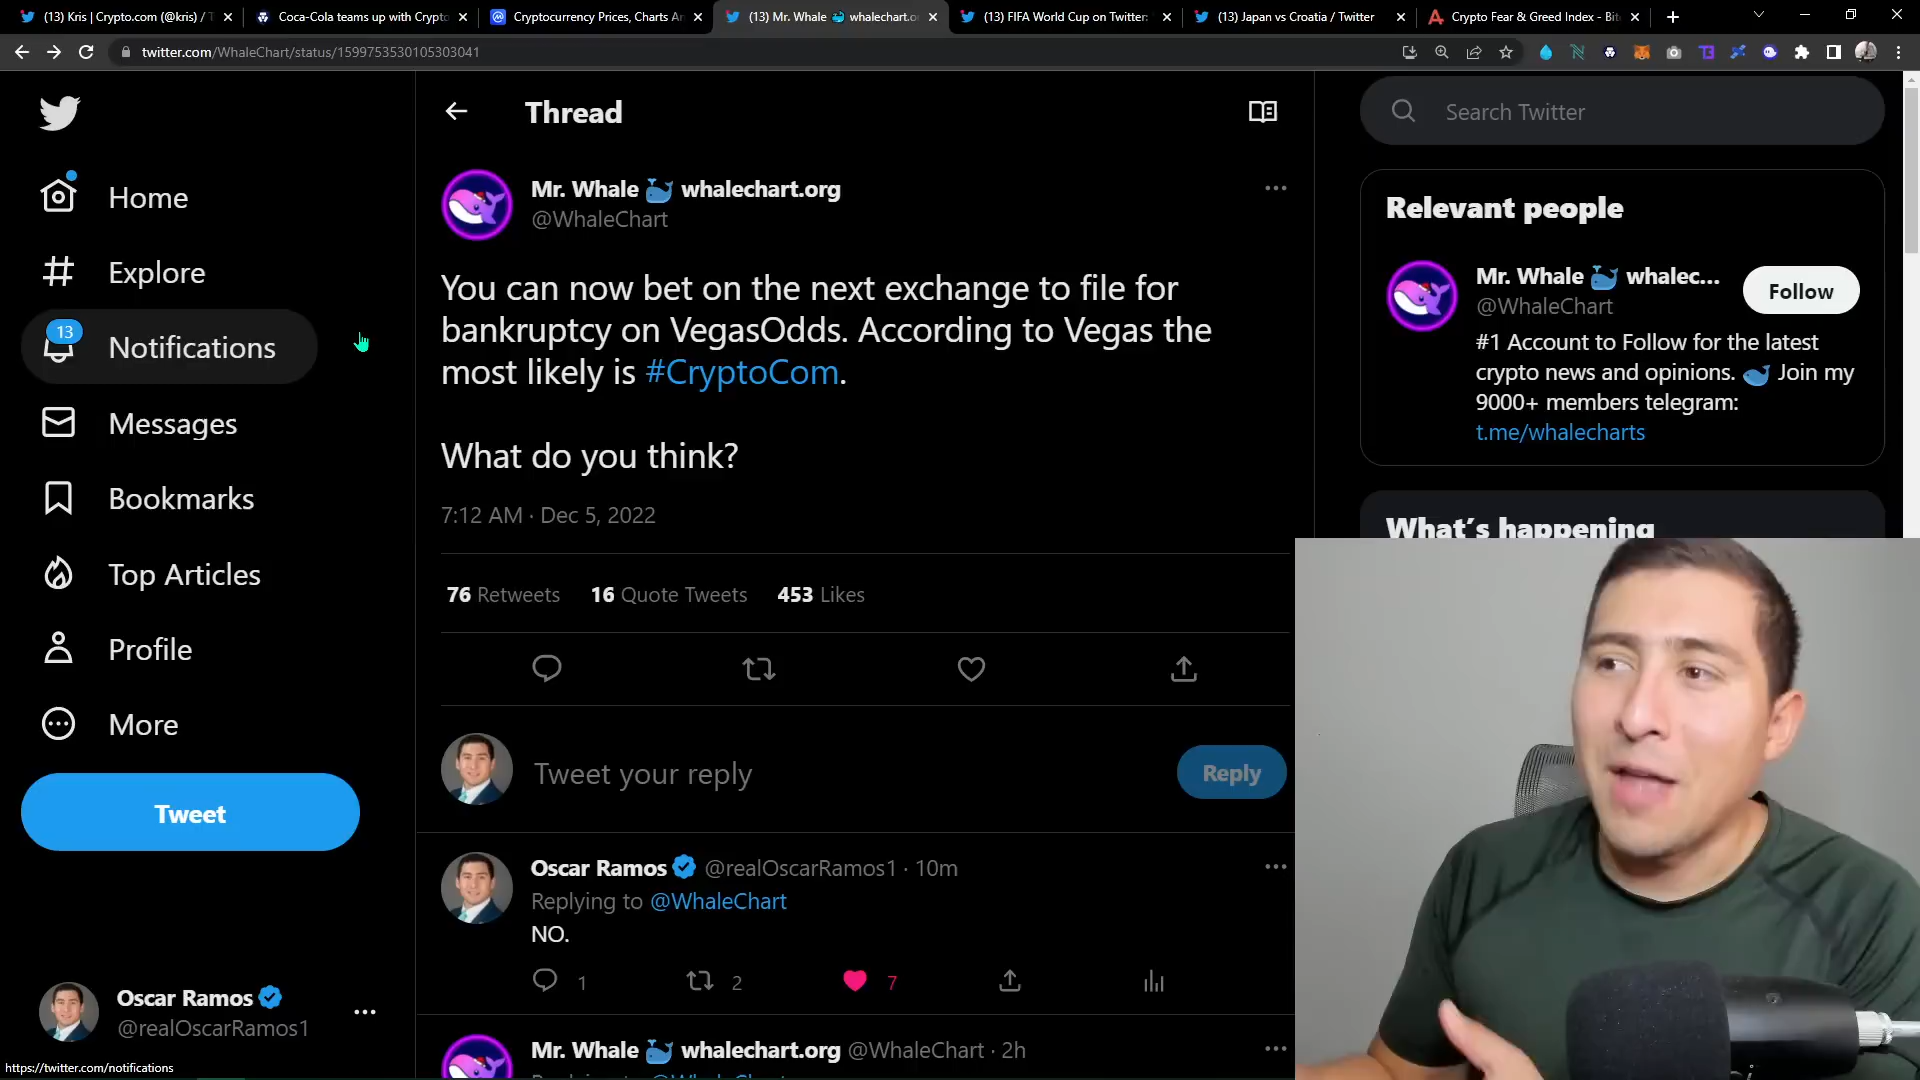 (13) Kris | Crypto.com (@kris) / T
Coca-Cola teams up with Crypto
Cryptocurrency Prices, Charts An
(13) Mr. Whale 🐳 whalechart.o
(13) FIFA World Cup on Twitter:
(13) Japan vs Croatia / Twitter
Crypto Fear & Greed Index - Bit
twitter.com/WhaleChart/status/1599753530105303041
Home
Explore
13
Notifications
Messages
Bookmarks
Top Articles
Profile
More
Tweet
Oscar Ramos
@realOscarRamos1
https://twitter.com/notifications
Thread
Mr. Whale 🐳 whalechart.org
@WhaleChart
You can now bet on the next exchange to file for
bankruptcy on VegasOdds. According to Vegas the
most likely is #CryptoCom.
What do you think?
7:12 AM · Dec 5, 2022
76 Retweets 16 Quote Tweets 453 Likes
Tweet your reply
Reply
Oscar Ramos @realOscarRamos1 · 10m
Replying to @WhaleChart
NO.
1 2 7
Mr. Whale 🐳 whalechart.org @WhaleChart · 2h
Search Twitter
Relevant people
Mr. Whale 🐳 whalec...
@WhaleChart
Follow
#1 Account to Follow for the latest
crypto news and opinions. 🐋 Join my
9000+ members telegram:
t.me/whalecharts
What's happening